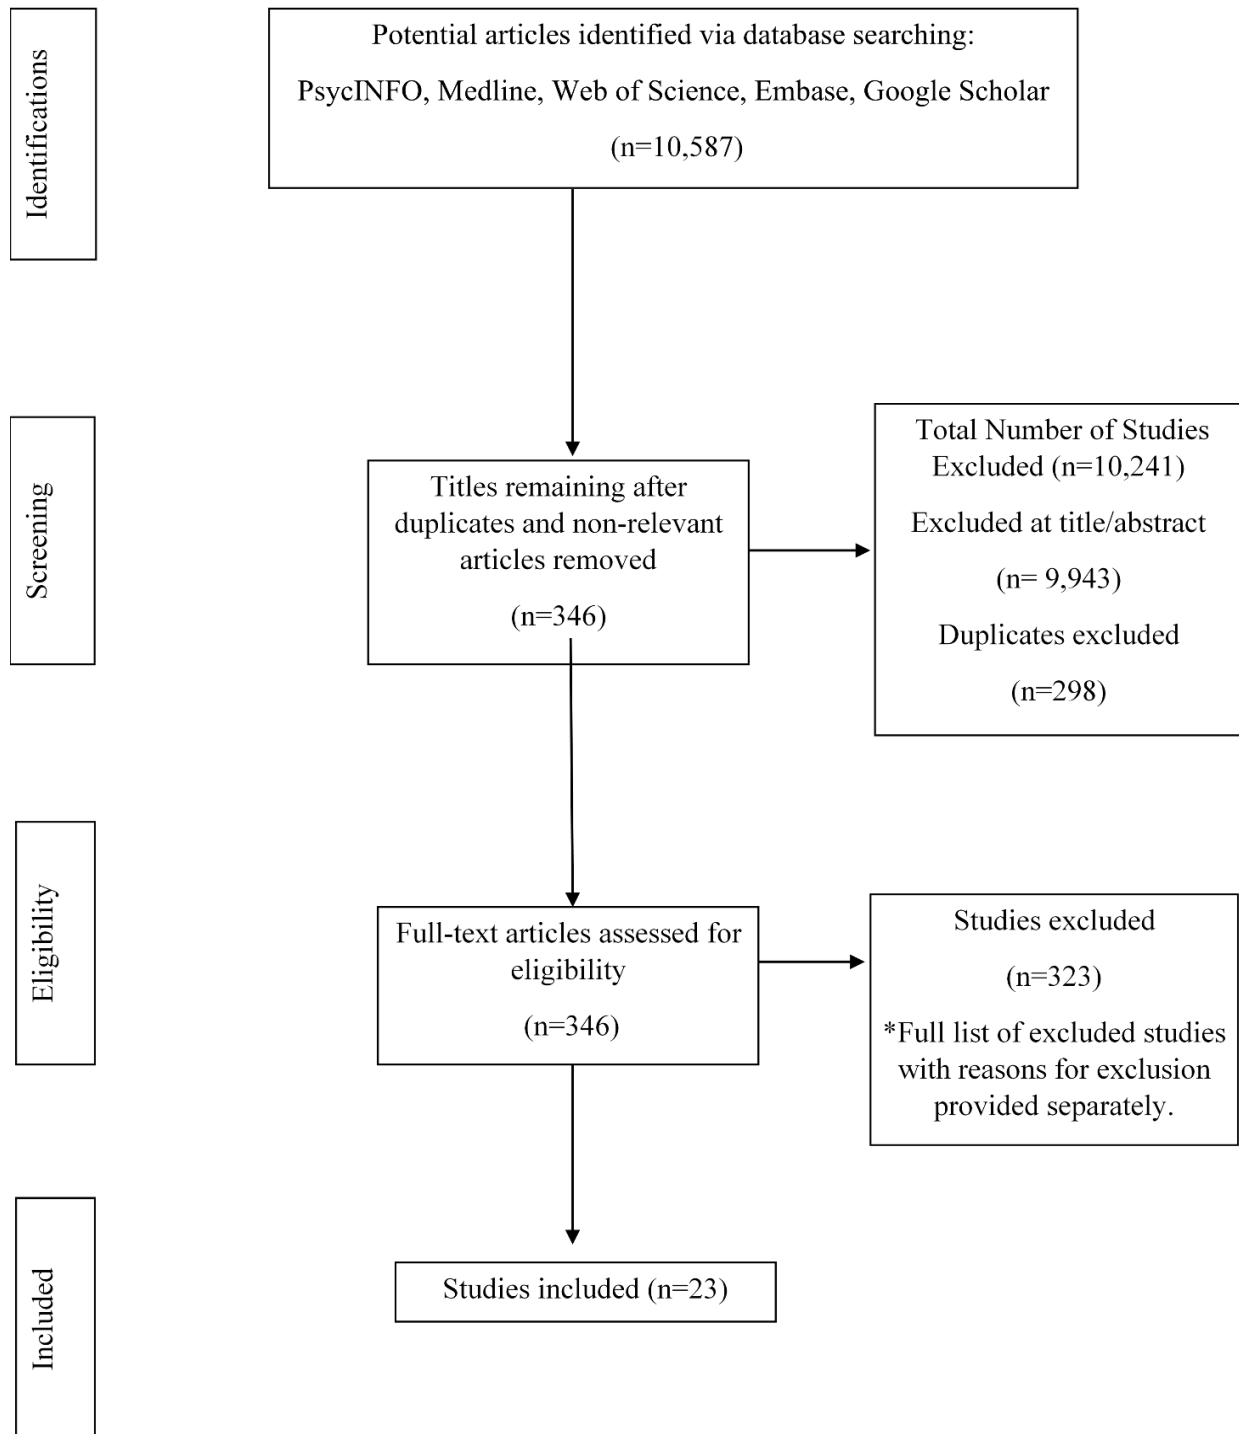 Identifications
Potential articles identified via database searching:
PsycINFO, Medline, Web of Science, Embase, Google Scholar
(n=10,587)
Screening
Titles remaining after
duplicates and non-relevant
articles removed
(n=346)
Total Number of Studies
Excluded (n=10,241)
Excluded at title/abstract
(n= 9,943)
Duplicates excluded
(n=298)
Eligibility
Full-text articles assessed for
eligibility
(n=346)
Studies excluded
(n=323)
*Full list of excluded studies
with reasons for exclusion
provided separately.
Included
Studies included (n=23)